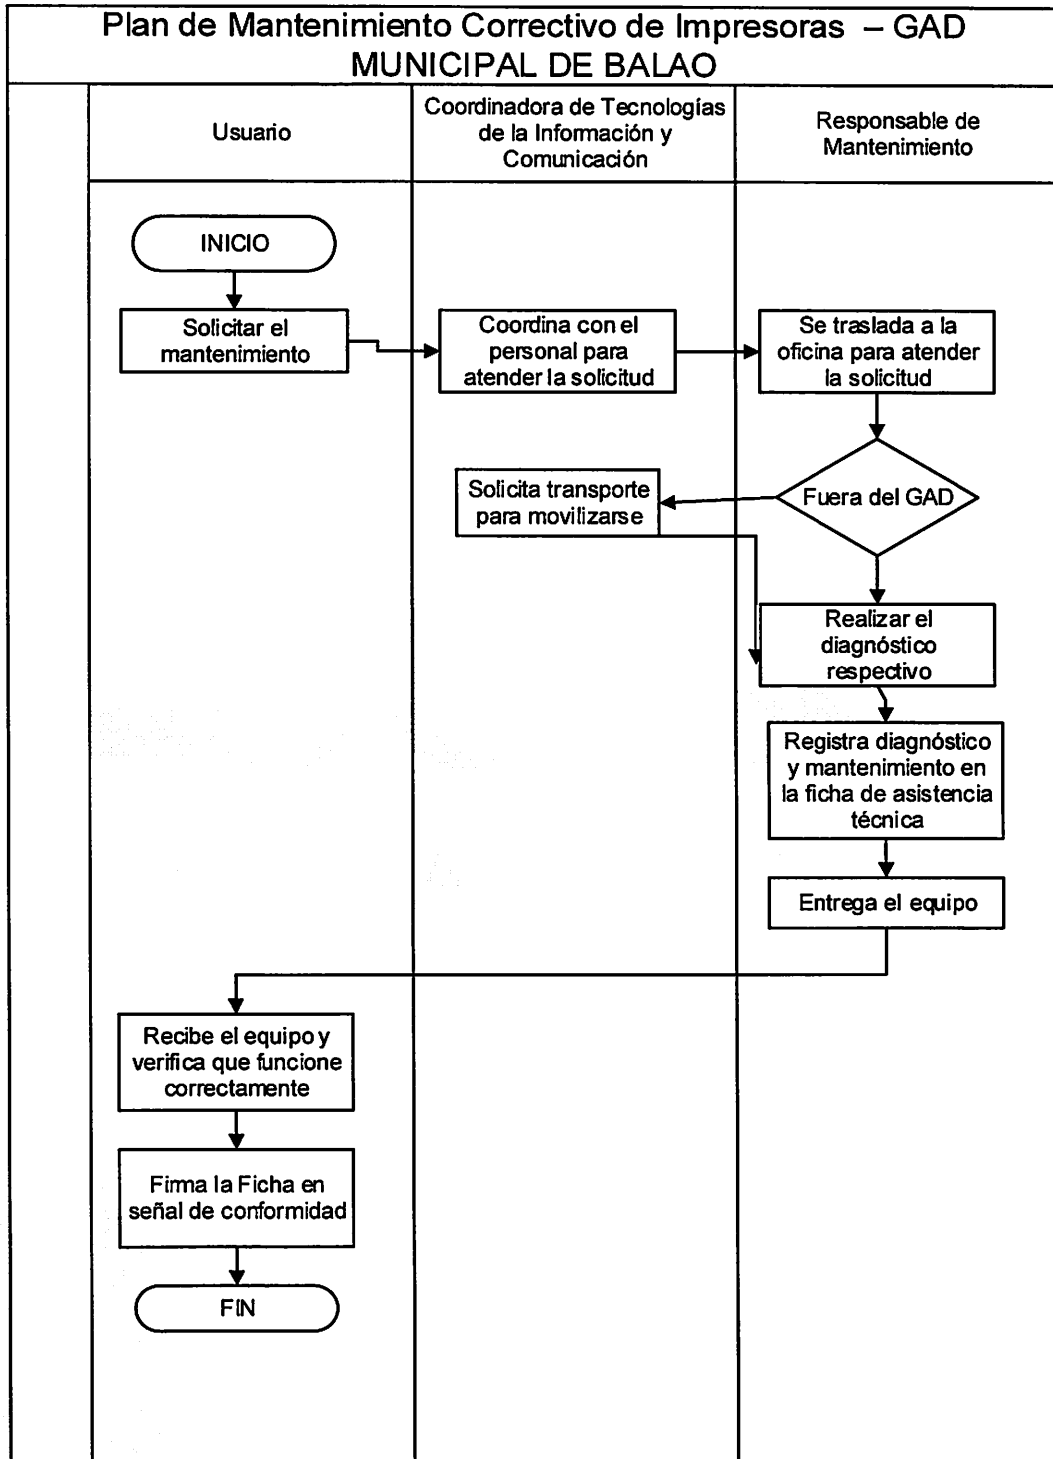 Plan de Mantenimiento Correctivo de Impresoras – GAD
MUNICIPAL DE BALAO
Usuario
Coordinadora de Tecnologías
de la Información y
Comunicación
Responsable de
Mantenimiento
INICIO
Solicitar el
mantenimiento
Coordina con el
personal para
atender la solicitud
Se traslada a la
oficina para atender
la solicitud
Fuera del GAD
Solicita transporte
para movilizarse
Realizar el
diagnóstico
respectivo
Registra diagnóstico
y mantenimiento en
la ficha de asistencia
técnica
Entrega el equipo
Recibe el equipo y
verifica que funcione
correctamente
Firma la Ficha en
señal de conformidad
FIN